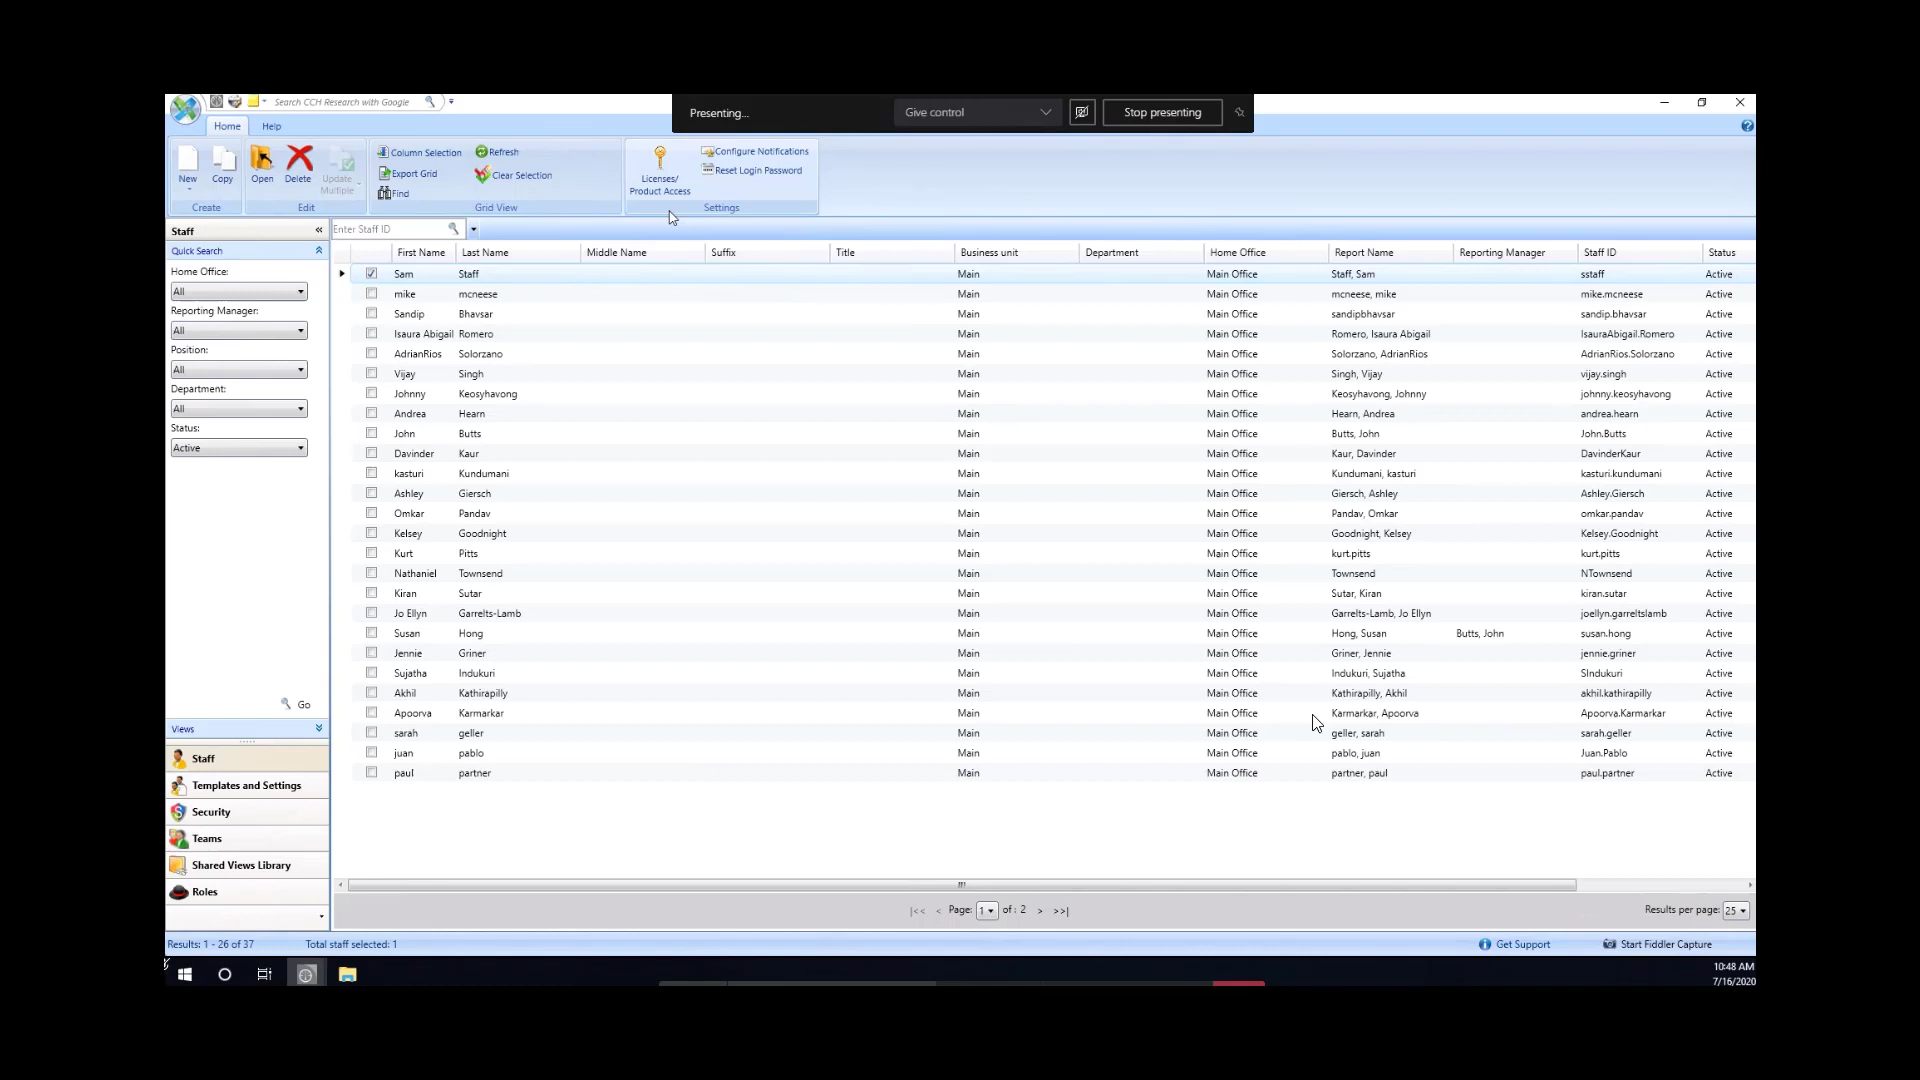 Search CCH Research with Google
Presenting...
Give control
Stop presenting
Home
Help
New
Copy
Open
Delete
Update
Multiple
Column Selection
Refresh
Export Grid
Clear Selection
Find
Licenses/
Product Access
Configure Notifications
Reset Login Password
Create
Edit
Grid View
Settings
Staff
Enter Staff ID
Quick Search
Home Office:
All
Reporting Manager:
All
Position:
All
Department:
All
Status:
Active
Go
Views
Staff
Templates and Settings
Security
Teams
Shared Views Library
Roles
First Name Last Name Middle Name Suffix Title Business unit Department Home Office Report Name Reporting Manager Staff ID Status
Sam Staff Main Main Office Staff, Sam sstaff Active
mike mcneese Main Main Office mcneese, mike mike.mcneese Active
Sandip Bhavsar Main Main Office sandipbhavsar sandip.bhavsar Active
Isaura Abigail Romero Main Main Office Romero, Isaura Abigail IsauraAbigail.Romero Active
AdrianRios Solorzano Main Main Office Solorzano, AdrianRios AdrianRios.Solorzano Active
Vijay Singh Main Main Office Singh, Vijay vijay.singh Active
Johnny Keosyhavong Main Main Office Keosyhavong, Johnny johnny.keosyhavong Active
Andrea Hearn Main Main Office Hearn, Andrea andrea.hearn Active
John Butts Main Main Office Butts, John John.Butts Active
Davinder Kaur Main Main Office Kaur, Davinder DavinderKaur Active
kasturi Kundumani Main Main Office Kundumani, kasturi kasturi.kundumani Active
Ashley Giersch Main Main Office Giersch, Ashley Ashley.Giersch Active
Omkar Pandav Main Main Office Pandav, Omkar omkar.pandav Active
Kelsey Goodnight Main Main Office Goodnight, Kelsey Kelsey.Goodnight Active
Kurt Pitts Main Main Office kurt.pitts kurt.pitts Active
Nathaniel Townsend Main Main Office Townsend NTownsend Active
Kiran Sutar Main Main Office Sutar, Kiran kiran.sutar Active
Jo Ellyn Garrelts-Lamb Main Main Office Garrelts-Lamb, Jo Ellyn joellyn.garreltslamb Active
Susan Hong Main Main Office Hong, Susan Butts, John susan.hong Active
Jennie Griner Main Main Office Griner, Jennie jennie.griner Active
Sujatha Indukuri Main Main Office Indukuri, Sujatha SIndukuri Active
Akhil Kathirapilly Main Main Office Kathirapilly, Akhil akhil.kathirapilly Active
Apoorva Karmarkar Main Main Office Karmarkar, Apoorva Apoorva.Karmarkar Active
sarah geller Main Main Office geller, sarah sarah.geller Active
juan pablo Main Main Office pablo, juan Juan.Pablo Active
paul partner Main Main Office partner, paul paul.partner Active
|<< < Page: 1 of: 2 > >>|
Results per page: 25
Results: 1 - 26 of 37
Total staff selected: 1
Get Support
Start Fiddler Capture
10:48 AM
7/16/2020